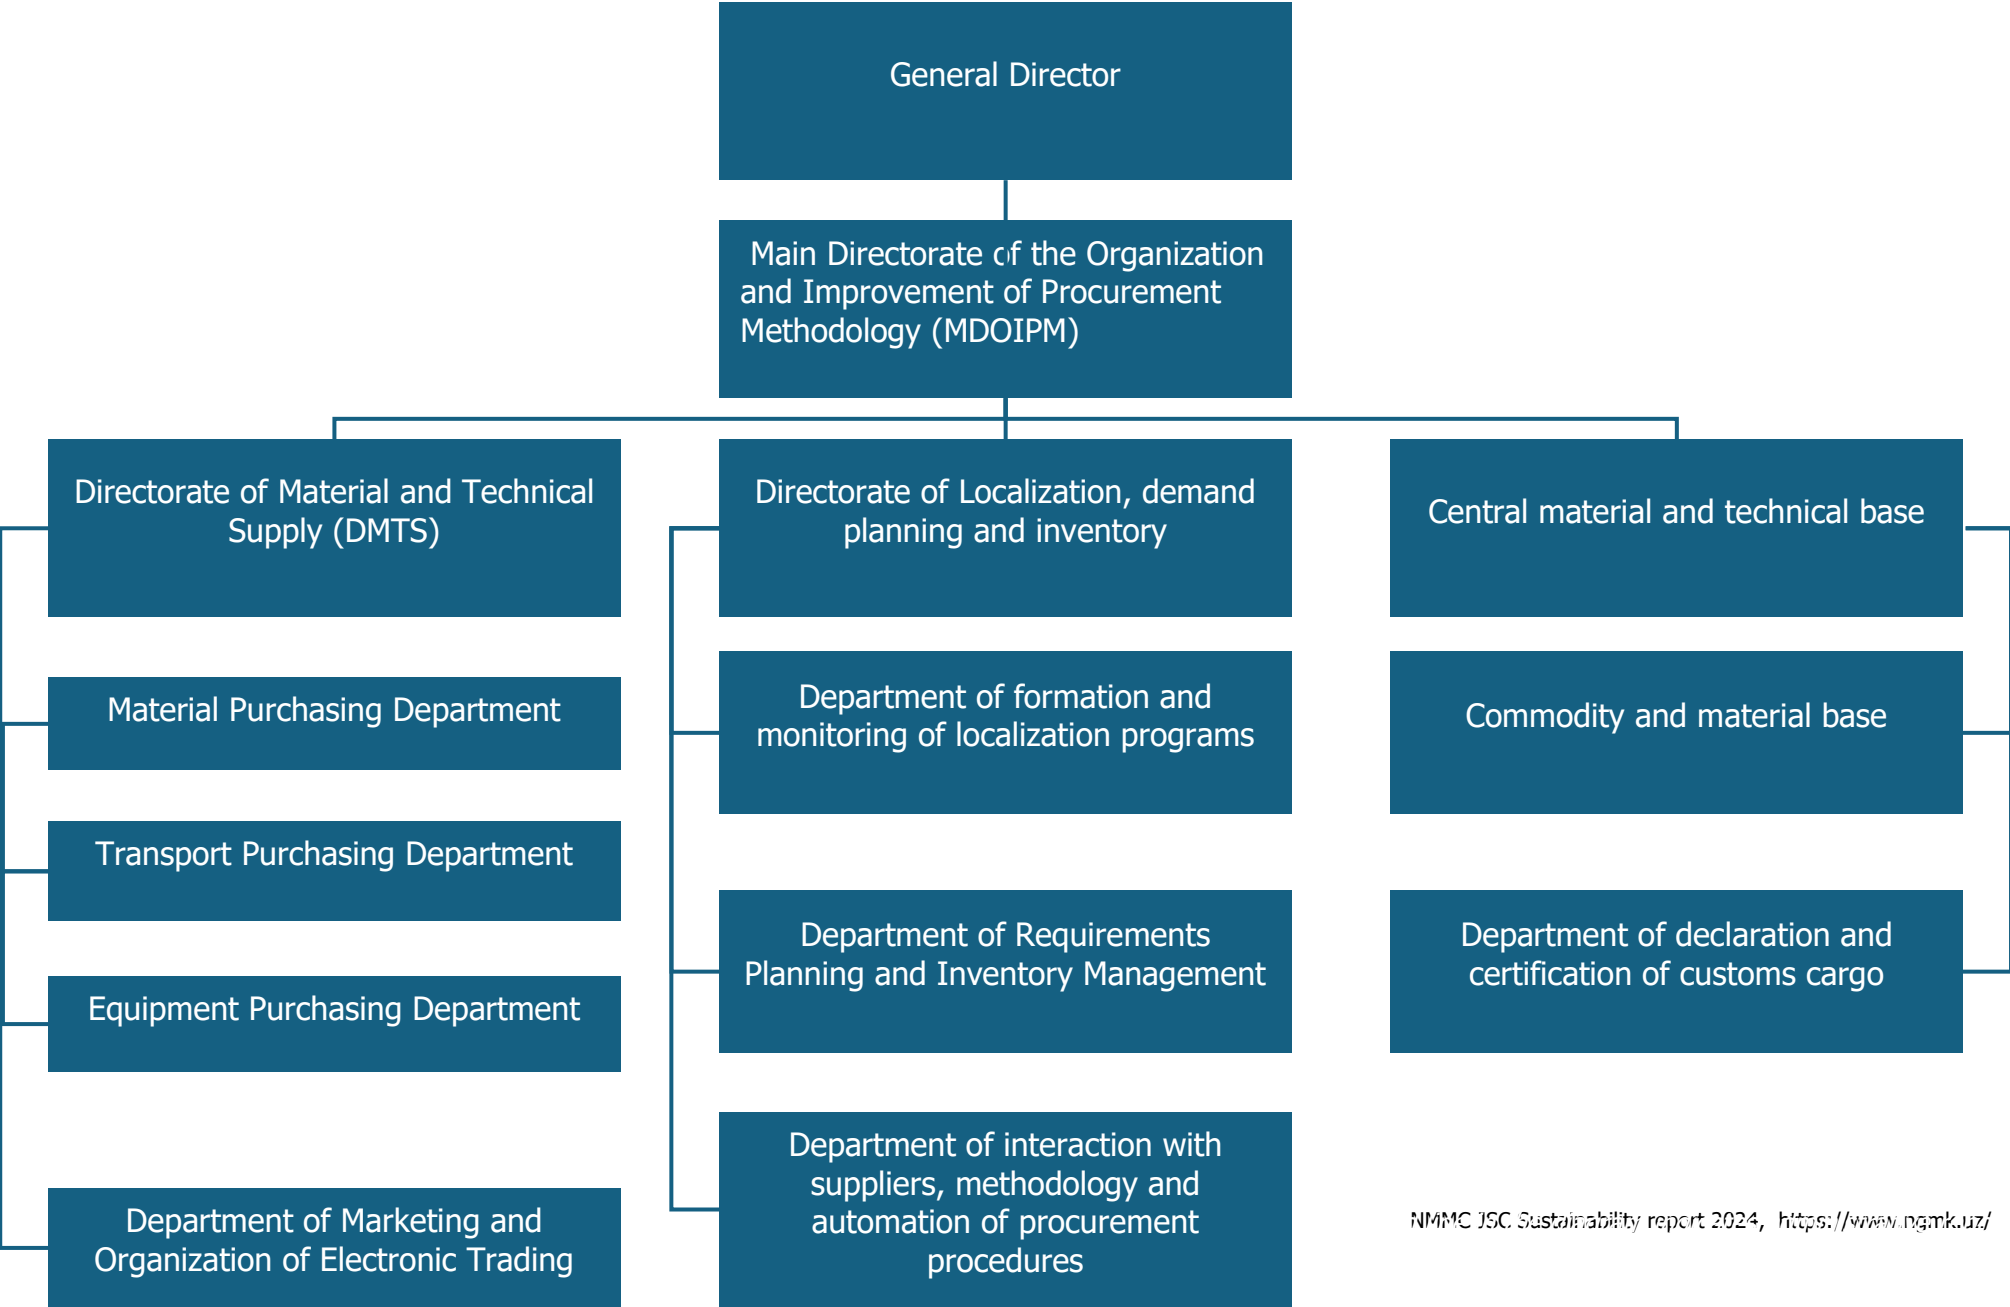 General Director
Main Directorate of the Organization
and Improvement of Procurement
Methodology (MDOIPM)
Directorate of Material and Technical
Supply (DMTS)
Directorate of Localization, demand
planning and inventory
Central material and technical base
Material Purchasing Department
Department of formation and
monitoring of localization programs
Commodity and material base
Transport Purchasing Department
Department of Requirements
Planning and Inventory Management
Department of declaration and
certification of customs cargo
Equipment Purchasing Department
Department of interaction with
suppliers, methodology and
automation of procurement
procedures
Department of Marketing and
Organization of Electronic Trading
NMMC JSC Sustainability report 2024, https://www.ngmk.uz/